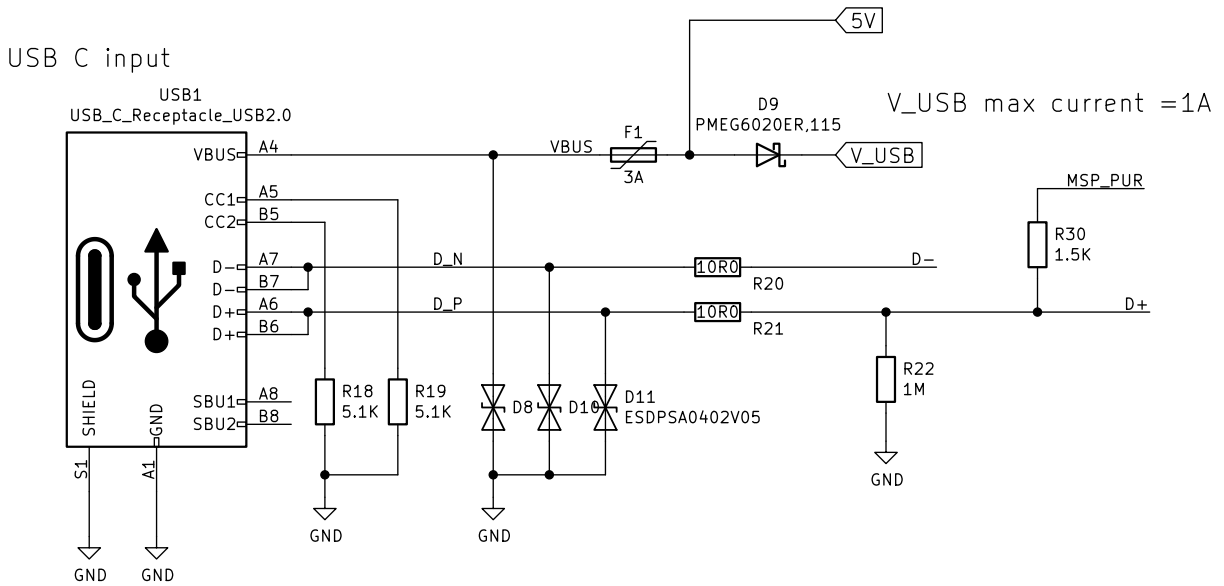 5V
USB C input
USB1
USB_C_Receptacle_USB2.0
D9
PMEG6020ER,115
V_USB max current =1A
F1
3A
VBUS
A4
VBUS
V_USB
MSP_PUR
CC1
A5
CC2
B5
R30
1.5K
D-
A7
D_N
10R0
R20
D-
D-
B7
D+
A6
D_P
10R0
R21
D+
D+
B6
R22
1M
SHIELD
GND
SBU1
A8
SBU2
B8
R18
5.1K
R19
5.1K
D8
D10
D11
ESDPSA0402V05
S1
A1
GND
GND
GND
GND
GND